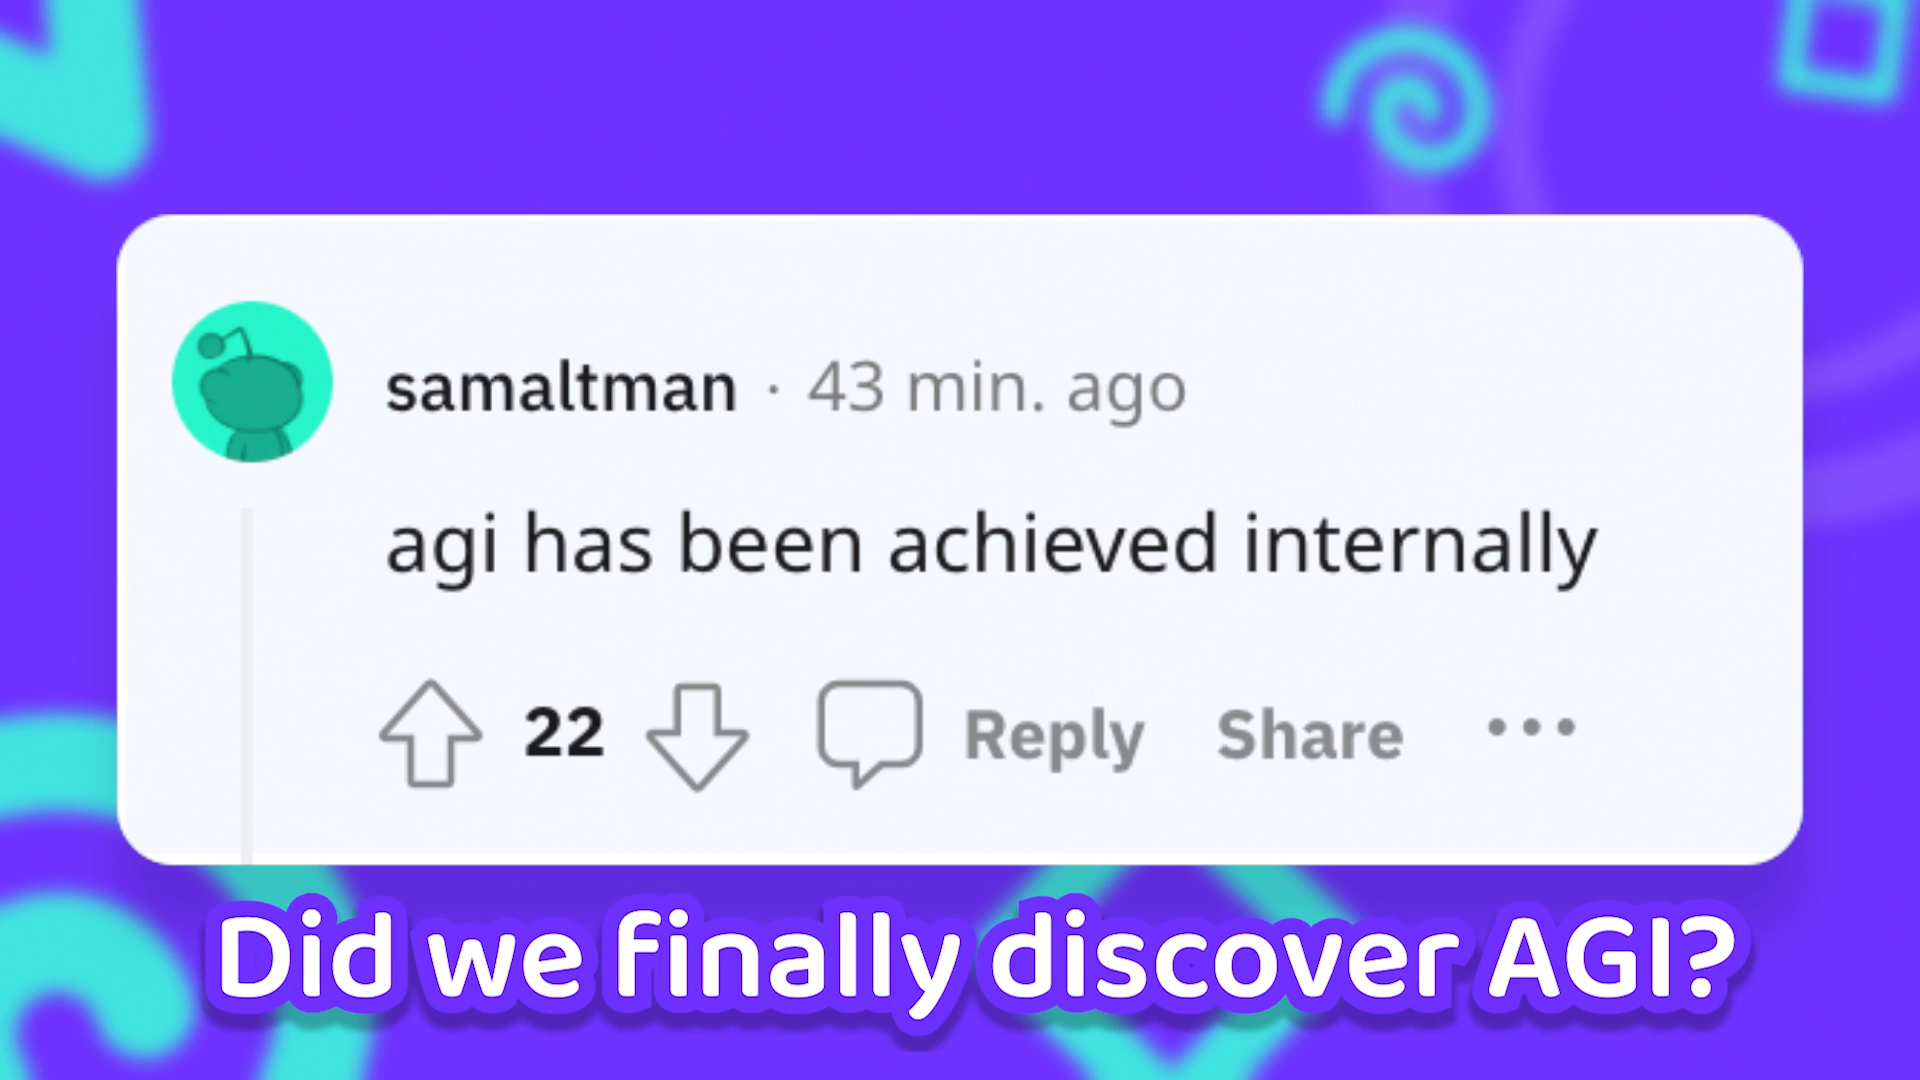 samaltman · 43 min. ago
agi has been achieved internally
22 Reply Share ...
Did we finally discover AGI?